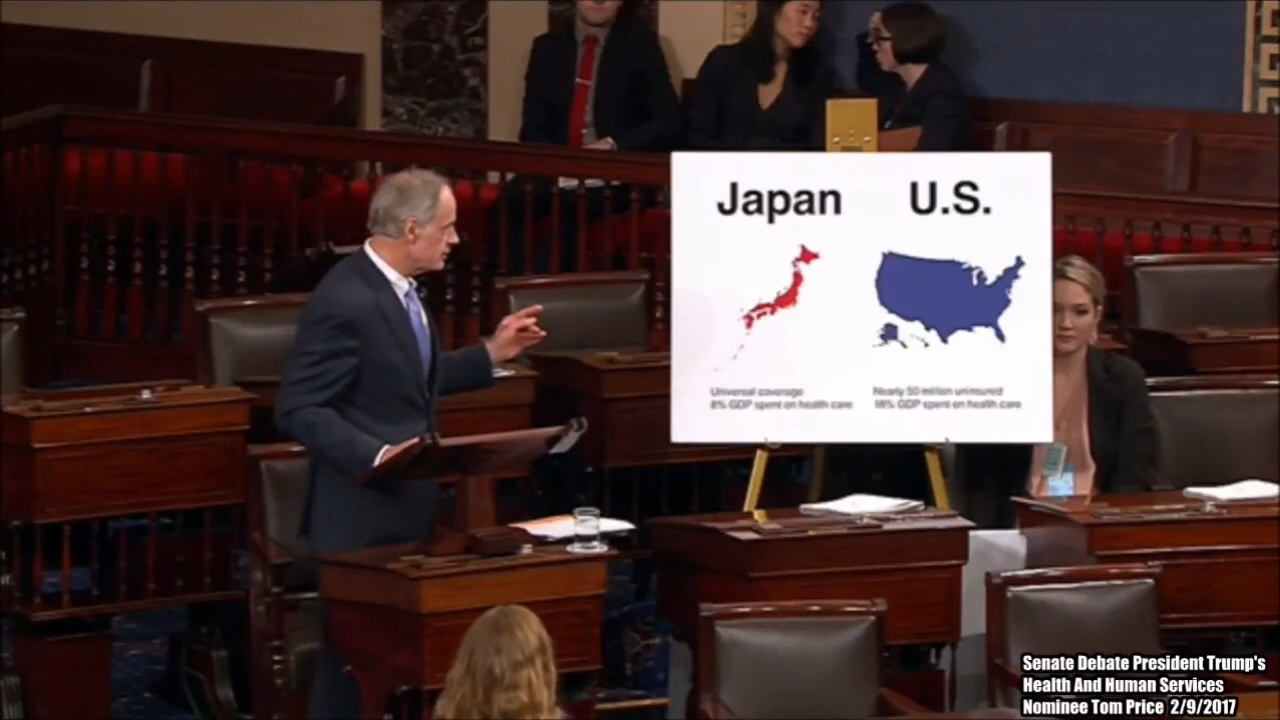 Japan
U.S.
Universal coverage
8% GDP spent on health care
Nearly 50 million uninsured
18% GDP spent on health care
Senate Debate President Trump's
Health And Human Services
Nominee Tom Price 2/9/2017